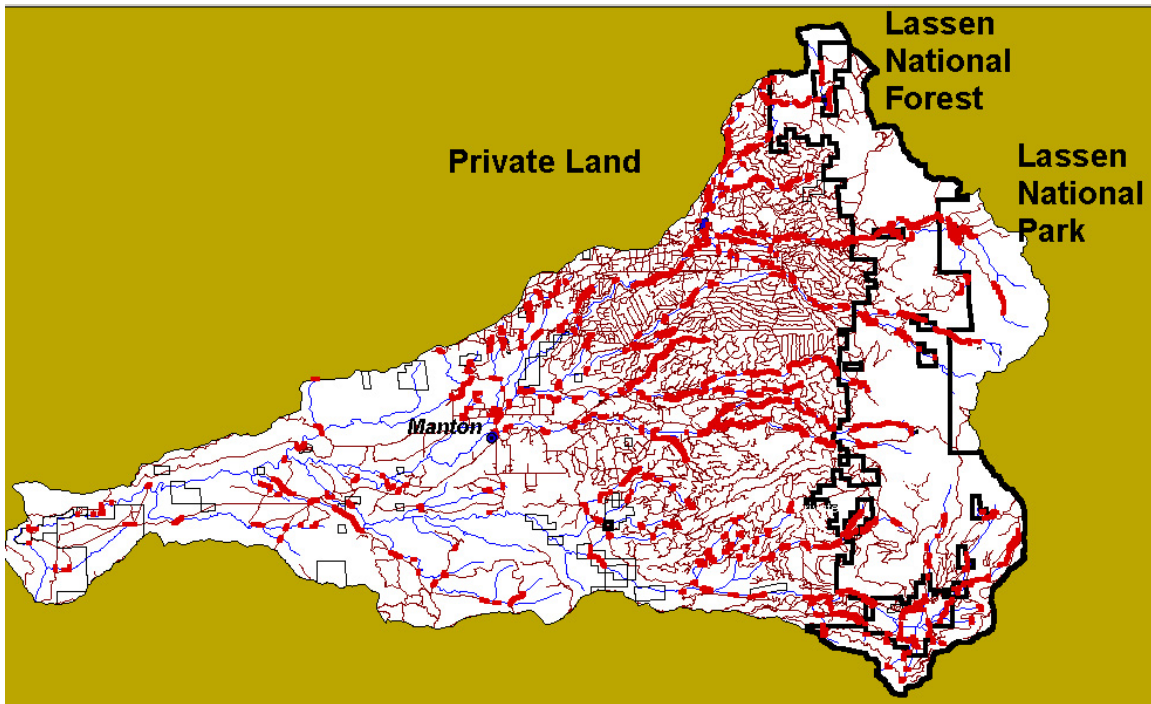 Lassen
National
Forest
Private Land
Lassen
National
Park
Manton